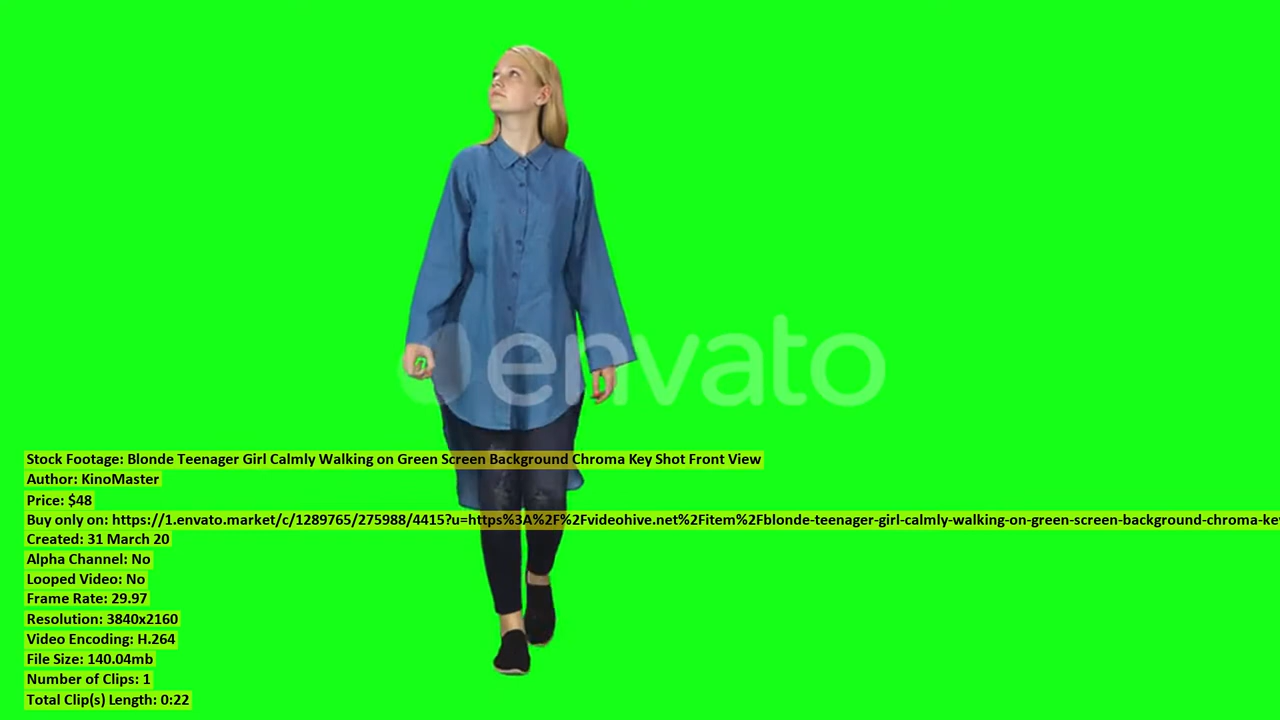 envato
Stock Footage: Blonde Teenager Girl Calmly Walking on Green Screen Background Chroma Key Shot Front View
Author: KinoMaster
Price: $48
Buy only on: https://1.envato.market/c/1289765/275988/4415?u=https%3A%2F%2Fvideohive.net%2Fitem%2Fblonde-teenager-girl-calmly-walking-on-green-screen-background-chroma-key
Created: 31 March 20
Alpha Channel: No
Looped Video: No
Frame Rate: 29.97
Resolution: 3840x2160
Video Encoding: H.264
File Size: 140.04mb
Number of Clips: 1
Total Clip(s) Length: 0:22